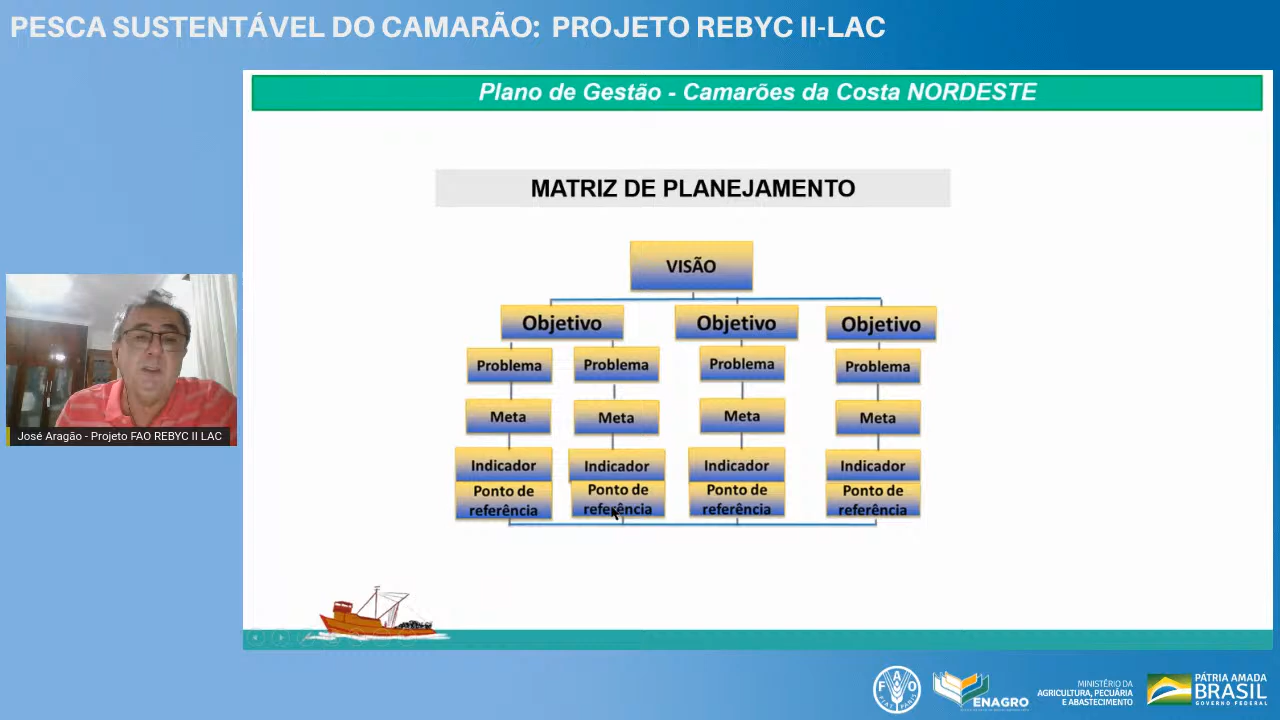 PESCA SUSTENTÁVEL DO CAMARÃO: PROJETO REBYC II-LAC
Plano de Gestão - Camarões da Costa NORDESTE
MATRIZ DE PLANEJAMENTO
VISÃO
Objetivo Objetivo Objetivo
Problema Problema Problema Problema
Meta Meta Meta Meta
Indicador Indicador Indicador Indicador
Ponto de Ponto de Ponto de Ponto de
referência referência referência referência
José Aragão - Projeto FAO REBYC II LAC
FAO
FIAT PANIS
ENAGRO
MINISTÉRIO DA
AGRICULTURA, PECUÁRIA
E ABASTECIMENTO
PÁTRIA AMADA
BRASIL
GOVERNO FEDERAL